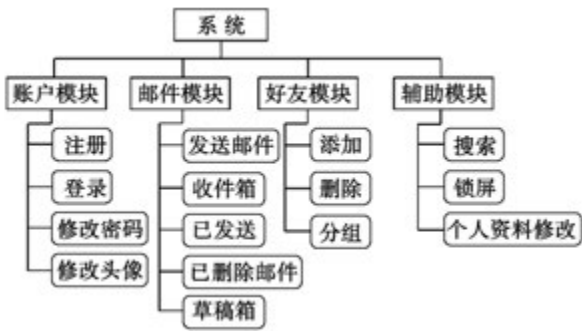 系统
账户模块
注册
登录
修改密码
修改头像
邮件模块
发送邮件
收件箱
已发送
已删除邮件
草稿箱
好友模块
添加
删除
分组
辅助模块
搜索
锁屏
个人资料修改